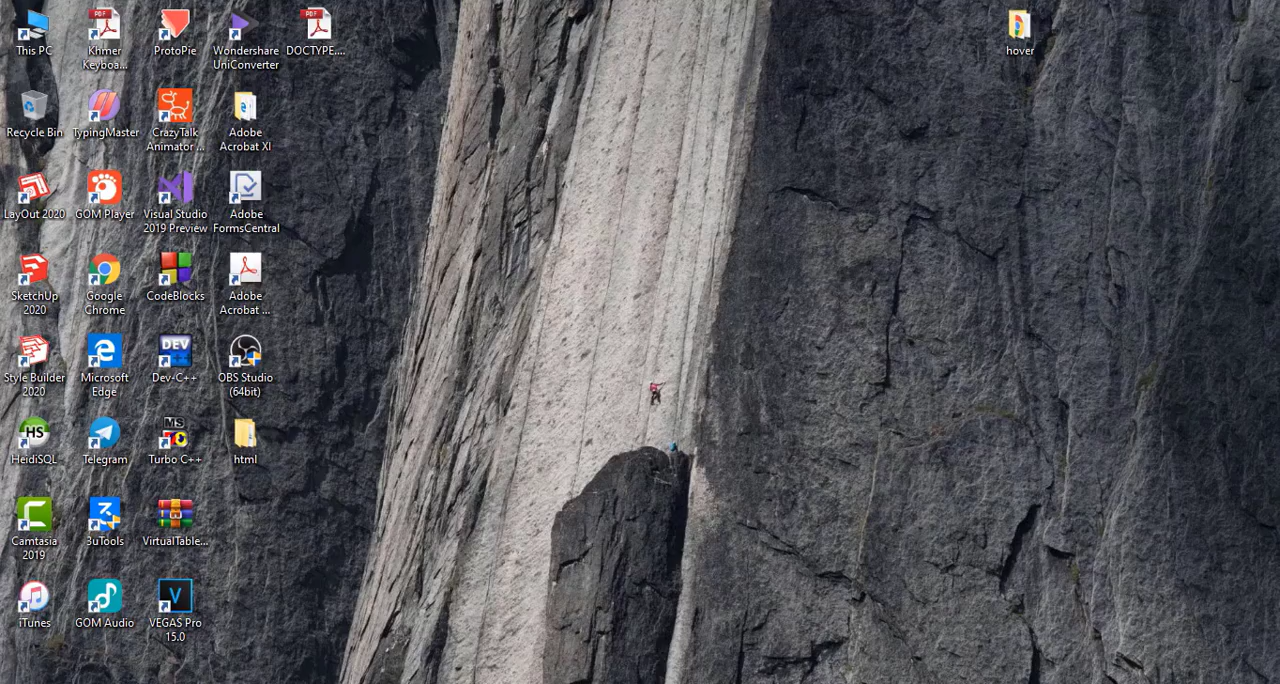 This PC
Khmer
Keyboa...
ProtoPie
Wondershare
UniConverter
DOCTYPE....
hover
Recycle Bin
TypingMaster
CrazyTalk
Animator ...
Adobe
Acrobat XI
LayOut 2020
GOM Player
Visual Studio
2019 Preview
Adobe
FormsCentral
SketchUp
2020
Google
Chrome
CodeBlocks
Adobe
Acrobat ...
Style Builder
2020
Microsoft
Edge
DEV
Dev-C++
OBS Studio
(64bit)
HS
HeidiSQL
Telegram
MS
Turbo C++
html
Camtasia
2019
3uTools
VirtualTable...
iTunes
GOM Audio
VEGAS Pro
15.0